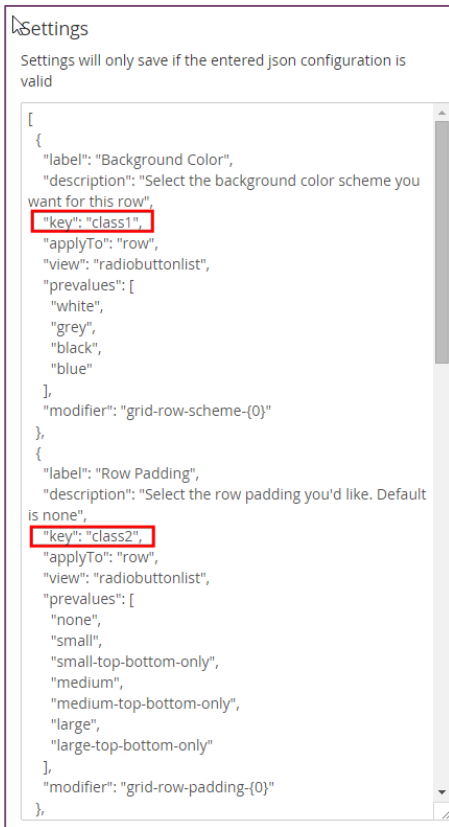 Settings
Settings will only save if the entered json configuration is
valid
[
{
"label": "Background Color",
"description": "Select the background color scheme you
want for this row",
"key": "class1",
"applyTo": "row",
"view": "radiobuttonlist",
"prevalues": [
"white",
"grey",
"black",
"blue"
],
"modifier": "grid-row-scheme-{0}"
},
{
"label": "Row Padding",
"description": "Select the row padding you'd like. Default
is none",
"key": "class2",
"applyTo": "row",
"view": "radiobuttonlist",
"prevalues": [
"none",
"small",
"small-top-bottom-only",
"medium",
"medium-top-bottom-only",
"large",
"large-top-bottom-only"
],
"modifier": "grid-row-padding-{0}"
},